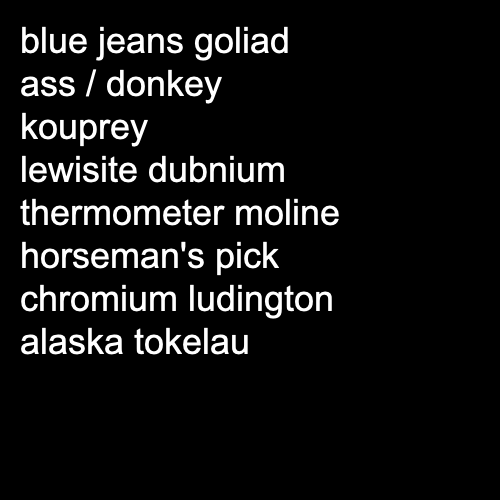 blue jeans goliad
ass / donkey
kouprey
lewisite dubnium
thermometer moline
horseman's pick
chromium ludington
alaska tokelau